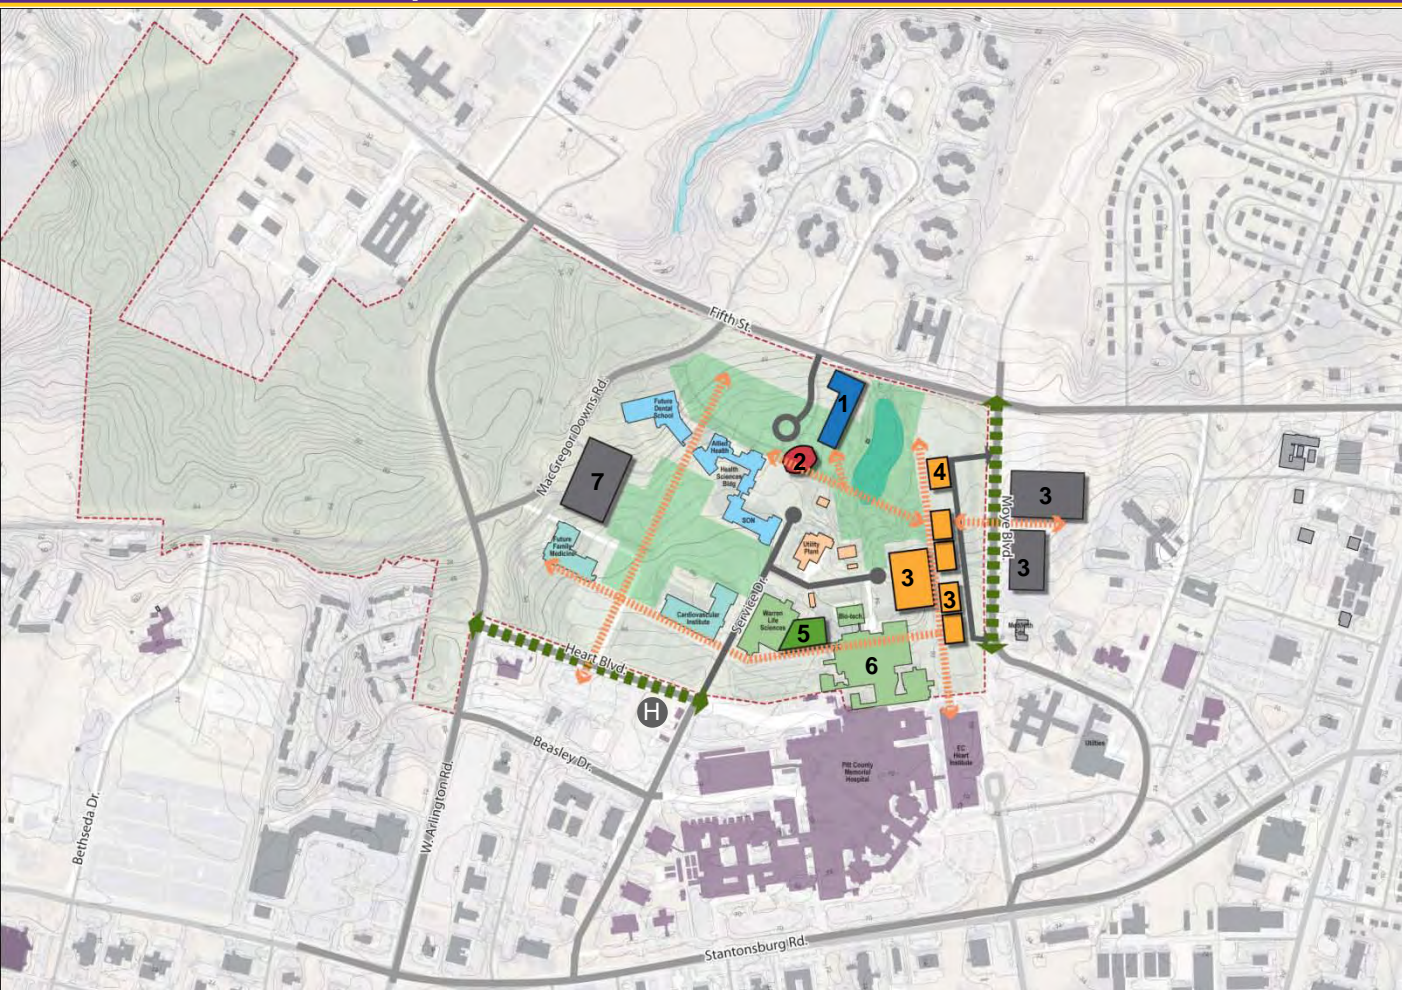 Fifth St.
MacGregor Downs Rd.
Future
Dental
School
Allied
Health
Health
Sciences
Bldg
SON
1
2
4
3
7
Moye Blvd.
Future
Family
Medicine
Utility
Plant
3
3
3
Cardiovascular
Institute
Service Dr.
Warren
Life
Sciences
Bio-tech
5
6
Heart Blvd.
H
Beasley Dr.
W. Arlington Rd.
Bethseda Dr.
Pitt County
Memorial
Hospital
EC
Heart
Institute
Utilities
Stantonsburg Rd.